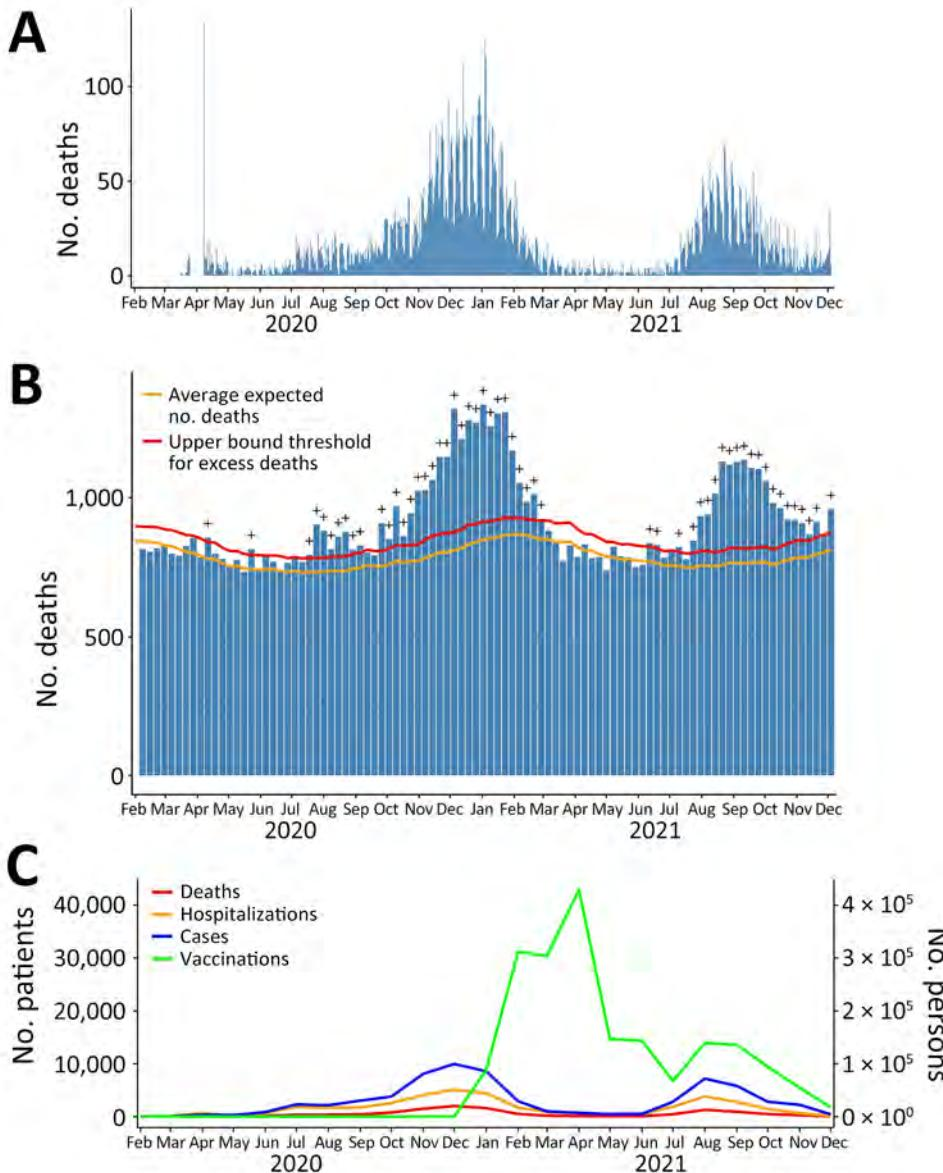 A
No. deaths
100
50
0
Feb Mar Apr May Jun Jul Aug Sep Oct Nov Dec Jan Feb Mar Apr May Jun Jul Aug Sep Oct Nov Dec
2020 2021
B
Average expected
no. deaths
Upper bound threshold
for excess deaths
No. deaths
1,000
500
0
Feb Mar Apr May Jun Jul Aug Sep Oct Nov Dec Jan Feb Mar Apr May Jun Jul Aug Sep Oct Nov Dec
2020 2021
C
Deaths
Hospitalizations
Cases
Vaccinations
No. patients
40,000
30,000
20,000
10,000
0
4 × 10⁵
3 × 10⁵
2 × 10⁵
1 × 10⁵
0 × 10⁰
No. persons
Feb Mar Apr May Jun Jul Aug Sep Oct Nov Dec Jan Feb Mar Apr May Jun Jul Aug Sep Oct Nov Dec
2020 2021